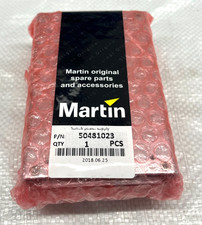 Martin original
spare parts
and accessories
Martin
P/N 50481023
QTY 1 PCS
2018.06.25